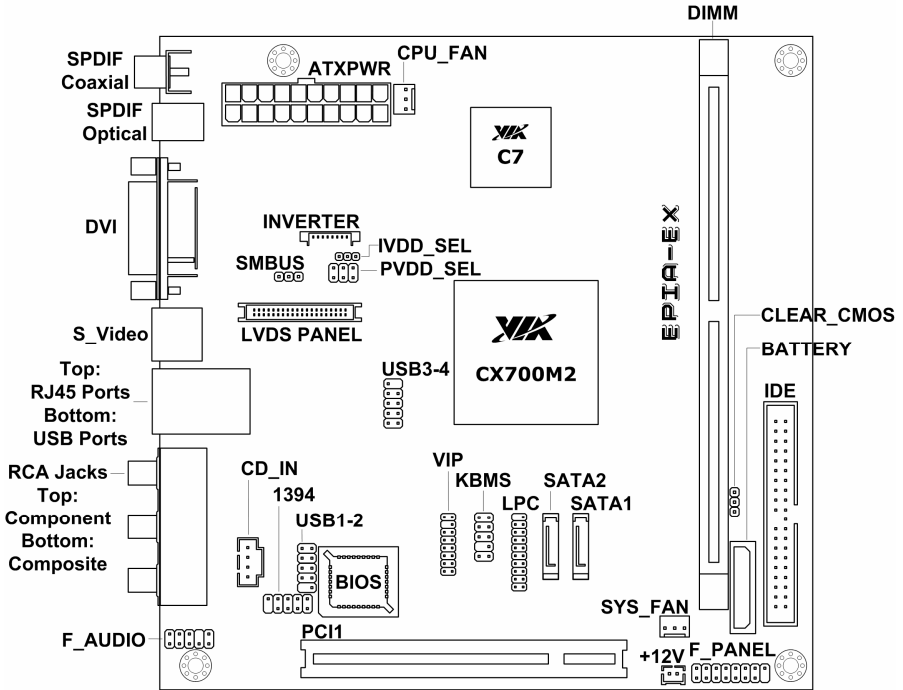 DIMM
SPDIF
Coaxial
ATXPWR
CPU_FAN
SPDIF
Optical
VIA
C7
DVI
INVERTER
IVDD_SEL
SMBUS
PVDD_SEL
EPIA-EX
LVDS PANEL
S_Video
VIA
CX700M2
CLEAR_CMOS
BATTERY
Top:
RJ45 Ports
Bottom:
USB Ports
USB3-4
IDE
RCA Jacks
Top:
Component
Bottom:
Composite
CD_IN
1394
USB1-2
VIP
KBMS
LPC
SATA2
SATA1
BIOS
SYS_FAN
F_AUDIO
PCI1
+12V
F_PANEL